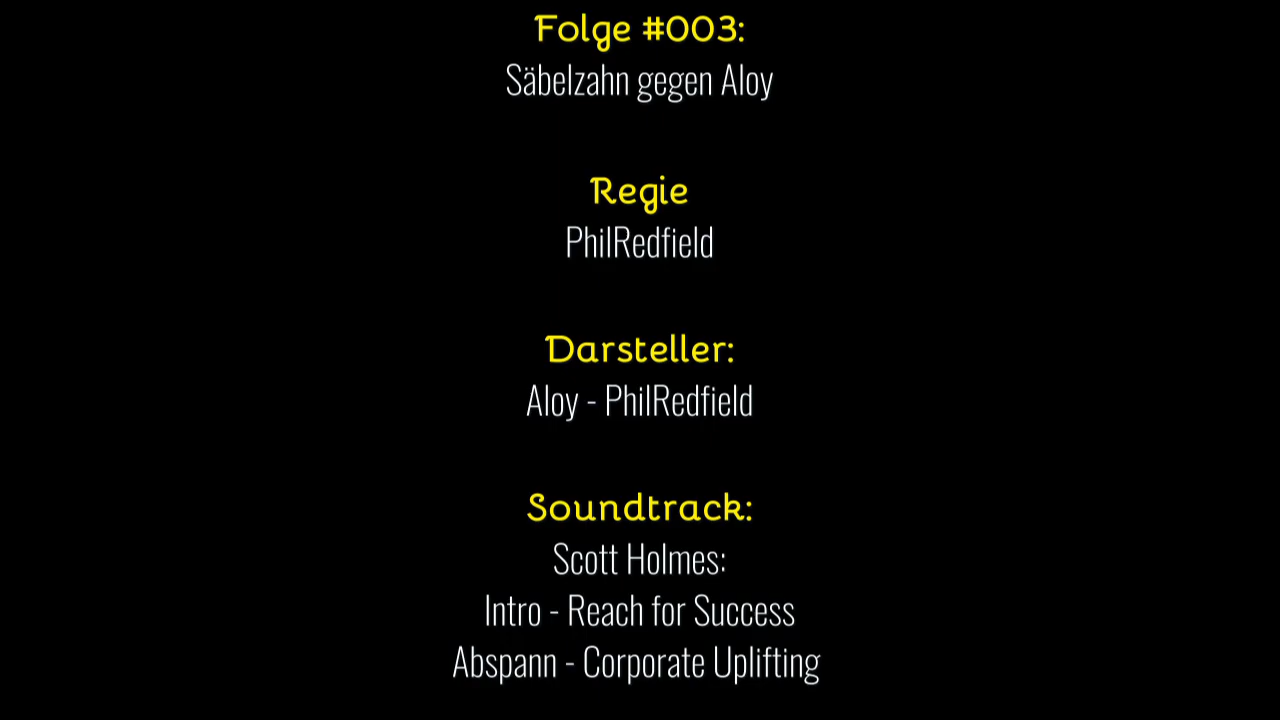 Folge #003:
Säbelzahn gegen Aloy
Regie
PhilRedfield
Darsteller:
Aloy - PhilRedfield
Soundtrack:
Scott Holmes:
Intro - Reach for Success
Abspann - Corporate Uplifting